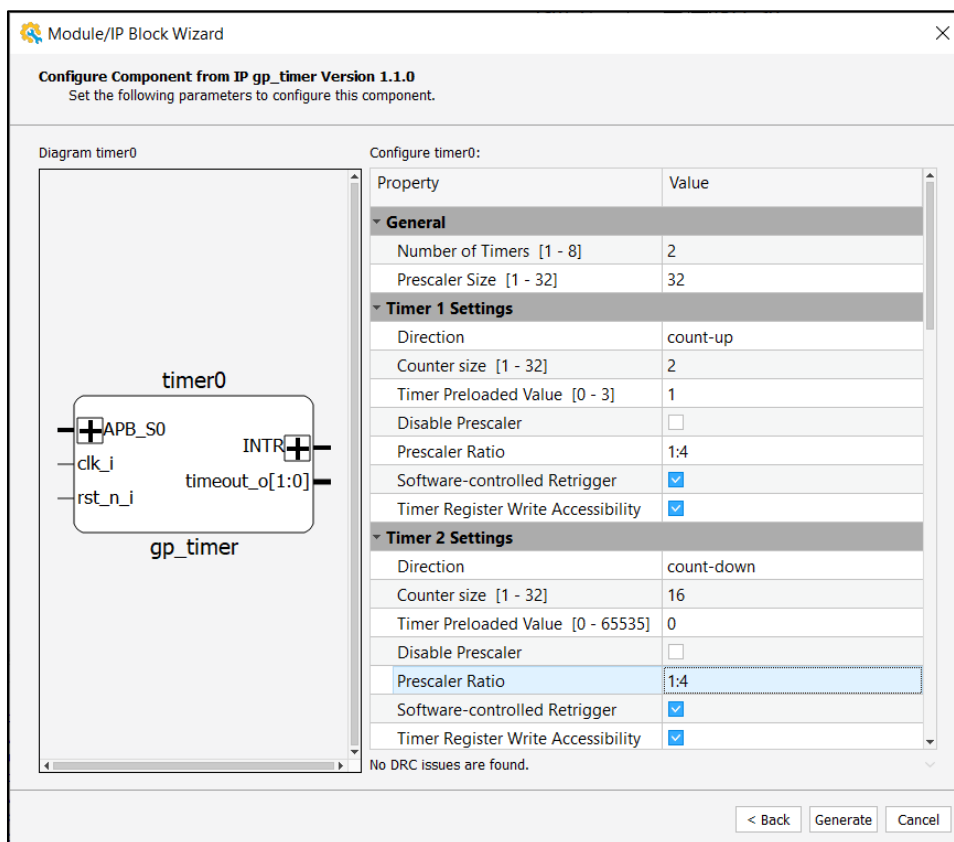 Module/IP Block Wizard
Configure Component from IP gp_timer Version 1.1.0
Set the following parameters to configure this component.
Diagram timer0
Configure timer0:
Property Value
General
Number of Timers [1 - 8] 2
Prescaler Size [1 - 32] 32
Timer 1 Settings
Direction count-up
Counter size [1 - 32] 2
Timer Preloaded Value [0 - 3] 1
Disable Prescaler
Prescaler Ratio 1:4
Software-controlled Retrigger
Timer Register Write Accessibility
Timer 2 Settings
Direction count-down
Counter size [1 - 32] 16
Timer Preloaded Value [0 - 65535] 0
Disable Prescaler
Prescaler Ratio 1:4
Software-controlled Retrigger
Timer Register Write Accessibility
timer0
APB_S0
clk_i
rst_n_i
INTR
timeout_o[1:0]
gp_timer
No DRC issues are found.
< Back Generate Cancel